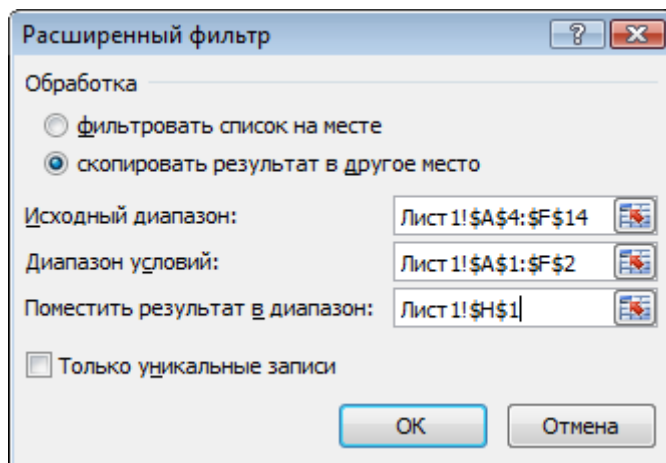 Расширенный фильтр
Обработка
фильтровать список на месте
скопировать результат в другое место
Исходный диапазон: Лист1!$A$4:$F$14
Диапазон условий: Лист1!$A$1:$F$2
Поместить результат в диапазон: Лист1!$H$1
Только уникальные записи
ОК Отмена